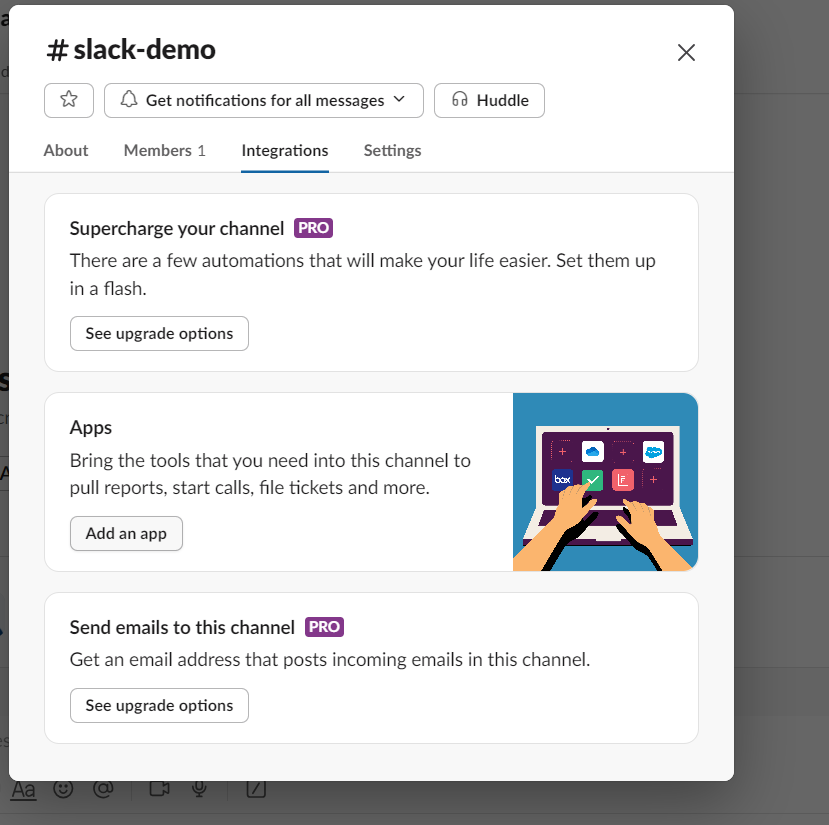 # slack-demo
Get notifications for all messages
Huddle
About Members 1 Integrations Settings
Supercharge your channel PRO
There are a few automations that will make your life easier. Set them up
in a flash.
See upgrade options
Apps
Bring the tools that you need into this channel to
pull reports, start calls, file tickets and more.
Add an app
box
Send emails to this channel PRO
Get an email address that posts incoming emails in this channel.
See upgrade options
Aa